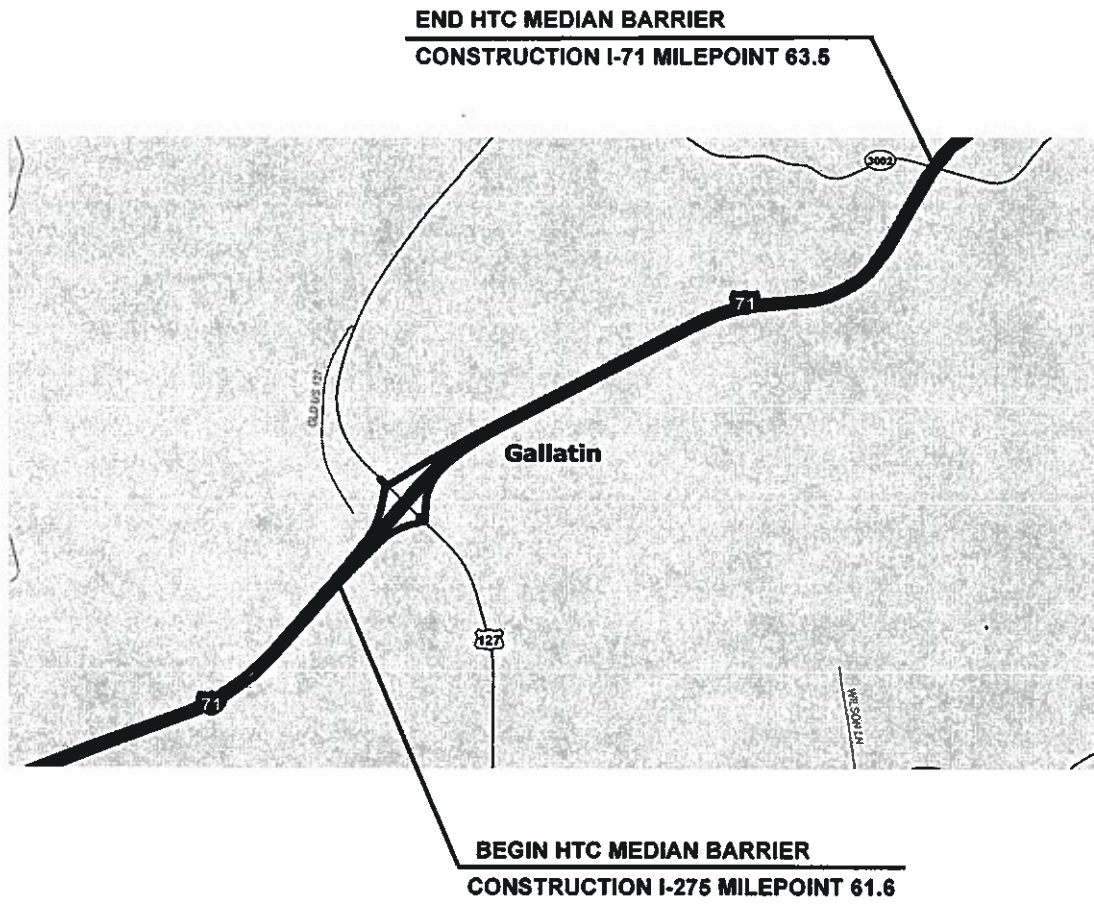 END HTC MEDIAN BARRIER
CONSTRUCTION I-71 MILEPOINT 63.5
3002
71
OLD US 127
Gallatin
127
71
WILSON LN
BEGIN HTC MEDIAN BARRIER
CONSTRUCTION I-275 MILEPOINT 61.6